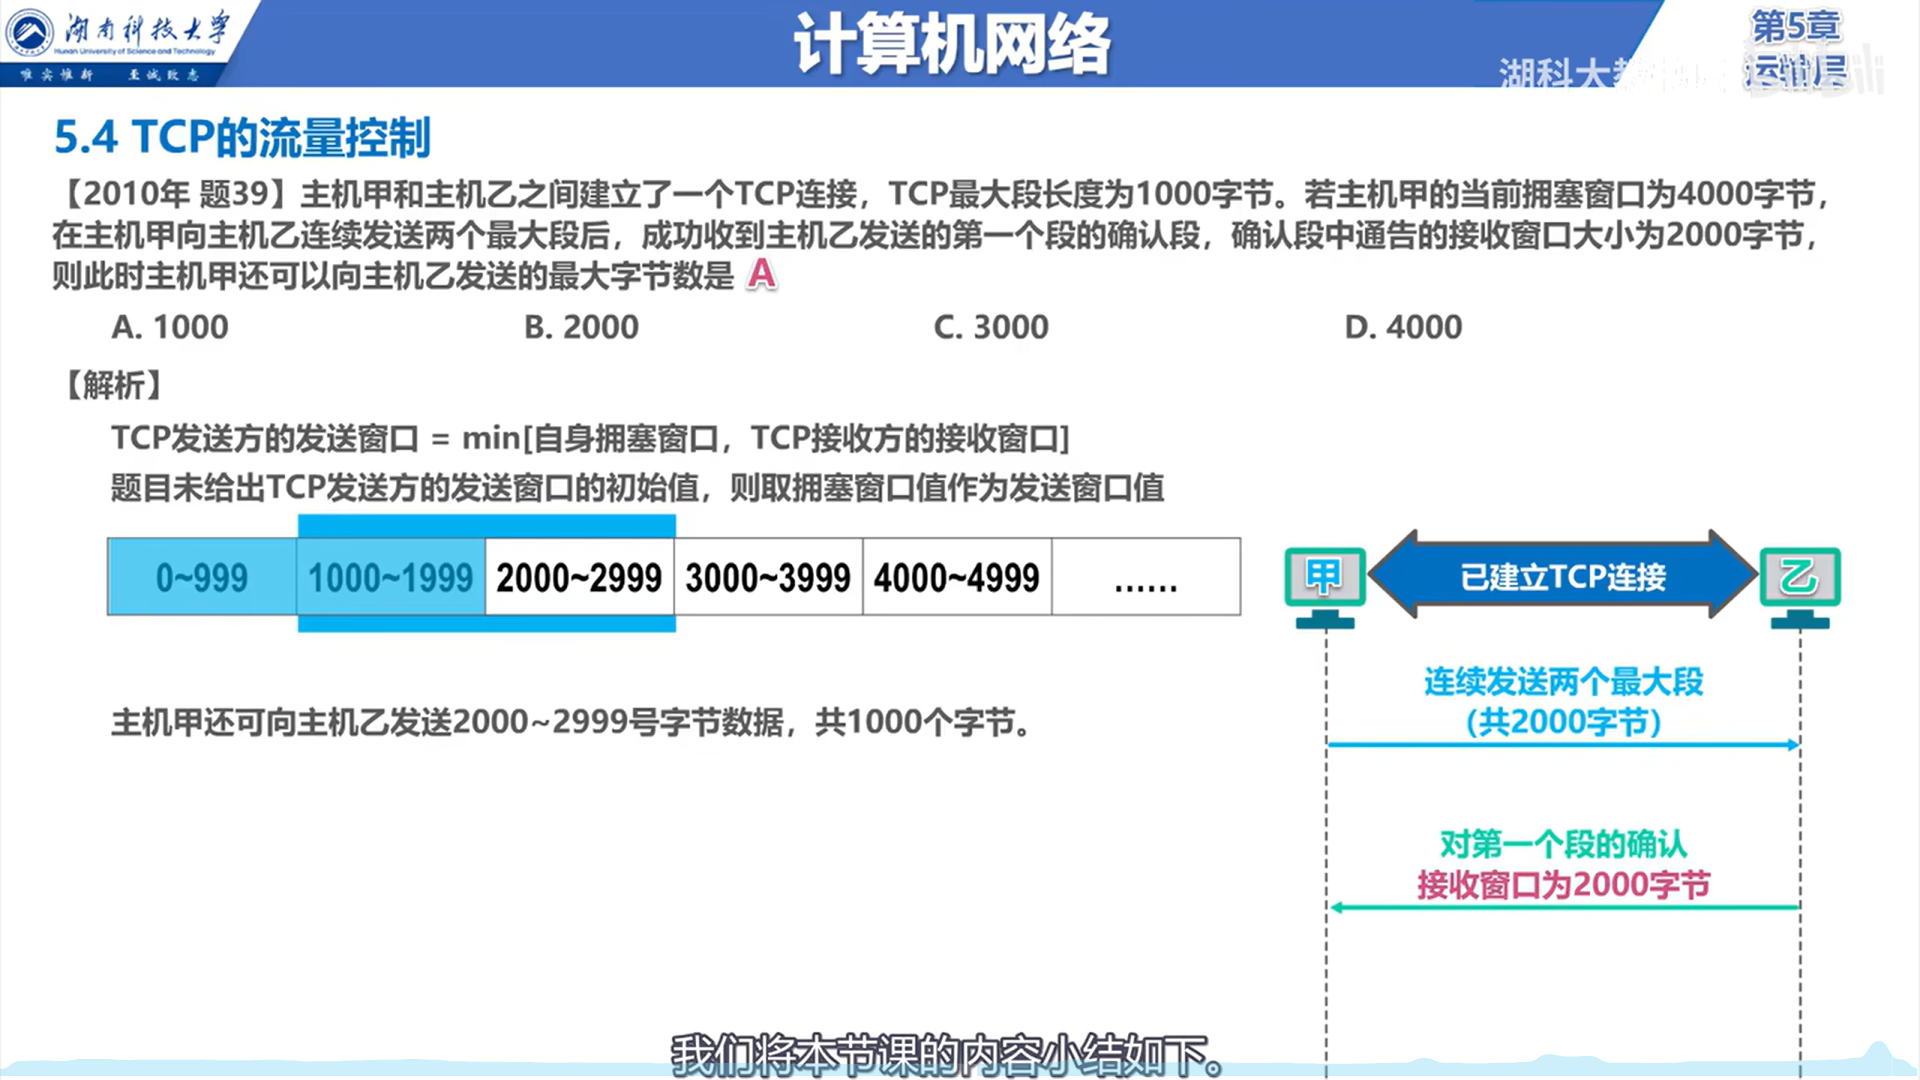 湖南科技大学
Hunan University of Science and Technology
唯实惟新 至诚致志
计算机网络
第5章
运输层
湖科大教
5.4 TCP的流量控制
【2010年 题39】主机甲和主机乙之间建立了一个TCP连接，TCP最大段长度为1000字节。若主机甲的当前拥塞窗口为4000字节，
在主机甲向主机乙连续发送两个最大段后，成功收到主机乙发送的第一个段的确认段，确认段中通告的接收窗口大小为2000字节，
则此时主机甲还可以向主机乙发送的最大字节数是 A
A. 1000 B. 2000 C. 3000 D. 4000
【解析】
TCP发送方的发送窗口 = min[自身拥塞窗口，TCP接收方的接收窗口]
题目未给出TCP发送方的发送窗口的初始值，则取拥塞窗口值作为发送窗口值
0~999 1000~1999 2000~2999 3000~3999 4000~4999 ......
甲 已建立TCP连接 乙
连续发送两个最大段
（共2000字节）
主机甲还可向主机乙发送2000~2999号字节数据，共1000个字节。
对第一个段的确认
接收窗口为2000字节
我们将本节课的内容小结如下。